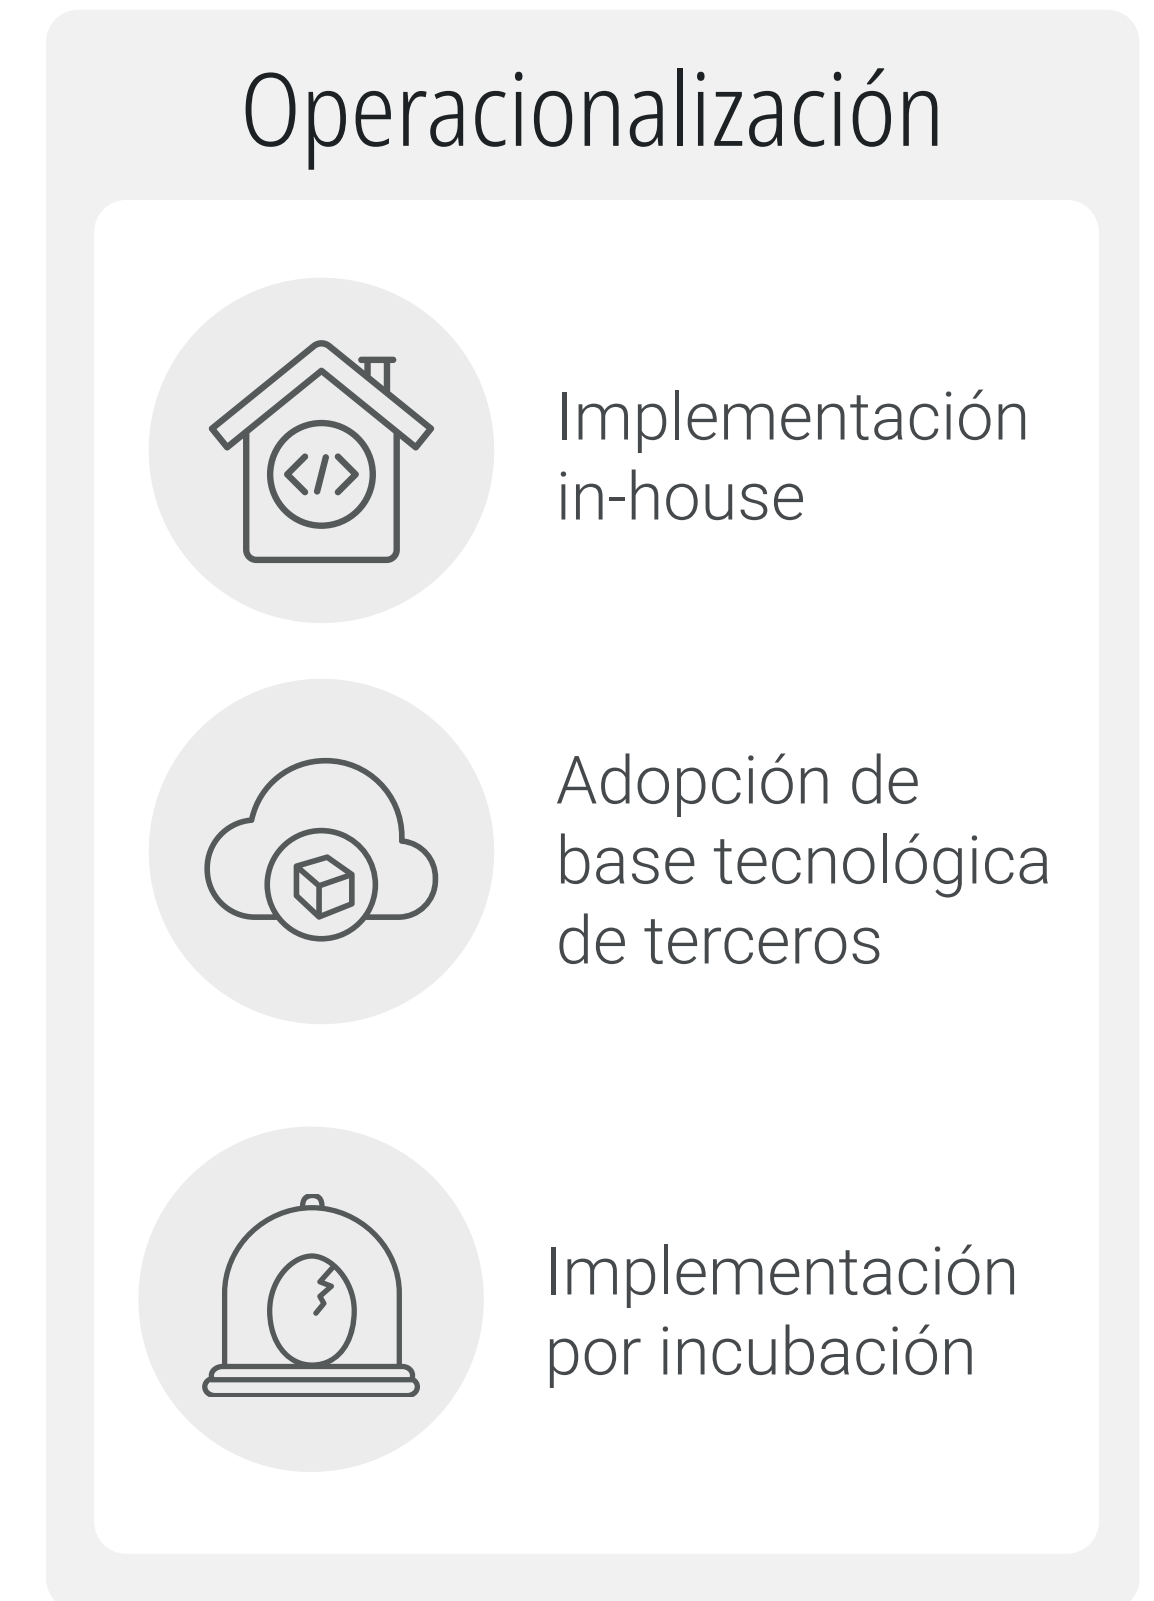 Operacionalización
</>
Implementación
in-house
Adopción de
base tecnológica
de terceros
Implementación
por incubación